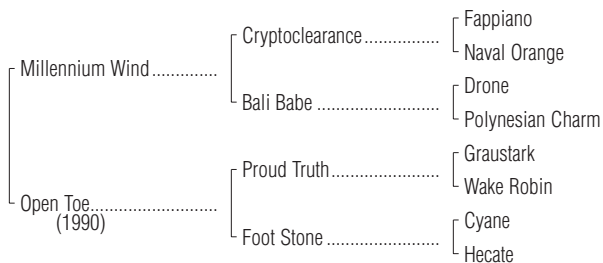 Fappiano
Cryptoclearance..................
Naval Orange
Millennium Wind..............
Drone
Bali Babe .............................
Polynesian Charm
Graustark
Proud Truth..........................
Wake Robin
Open Toe...........................
(1990)
Cyane
Foot Stone ...........................
Hecate